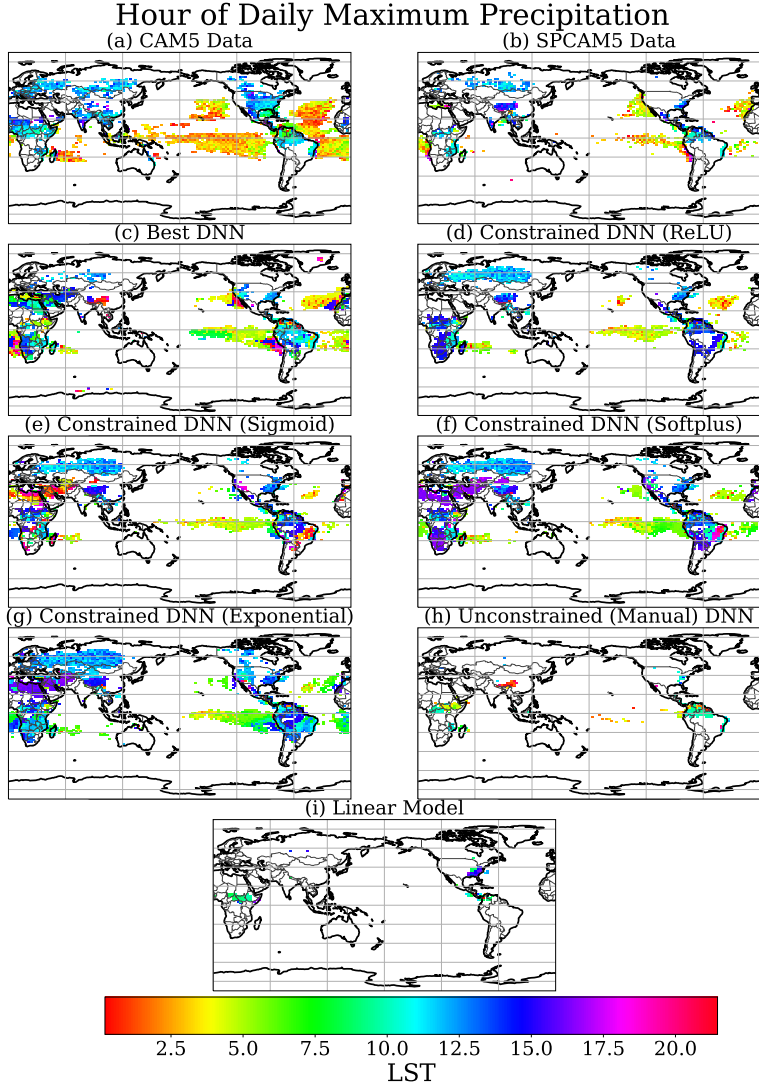 Hour of Daily Maximum Precipitation
(a) CAM5 Data
(b) SPCAM5 Data
(c) Best DNN
(d) Constrained DNN (ReLU)
(e) Constrained DNN (Sigmoid)
(f) Constrained DNN (Softplus)
(g) Constrained DNN (Exponential)
(h) Unconstrained (Manual) DNN
(i) Linear Model
2.5 5.0 7.5 10.0 12.5 15.0 17.5 20.0
LST